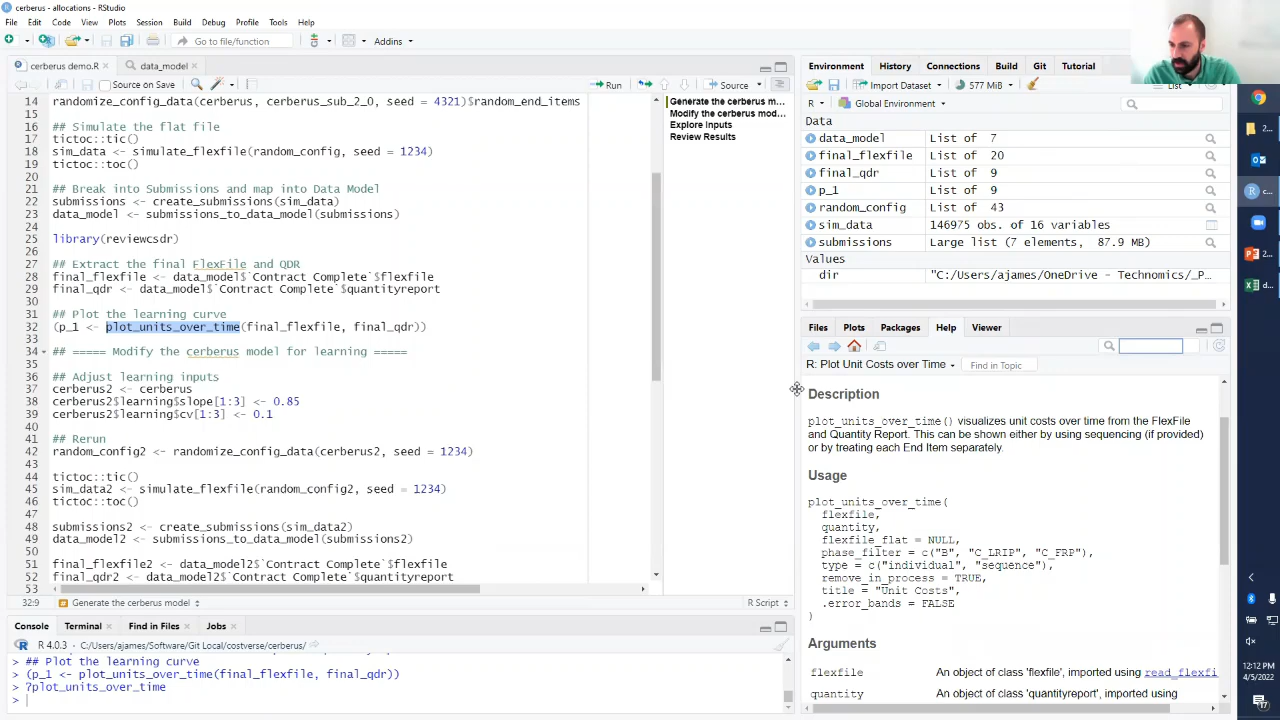 cerberus - allocations - RStudio
File Edit Code View Plots Session Build Debug Profile Tools Help
Go to file/function Addins
cerberus demo.R data_model
Source on Save Run Source
14 randomize_config_data(cerberus, cerberus_sub_2_0, seed = 4321)$random_end_items
15
16 ## Simulate the flat file
17 tictoc::tic()
18 sim_data <- simulate_flexfile(random_config, seed = 1234)
19 tictoc::toc()
20
21 ## Break into Submissions and map into Data Model
22 submissions <- create_submissions(sim_data)
23 data_model <- submissions_to_data_model(submissions)
24
25 library(reviewcsdr)
26
27 ## Extract the final FlexFile and QDR
28 final_flexfile <- data_model$`Contract Complete`$flexfile
29 final_qdr <- data_model$`Contract Complete`$quantityreport
30
31 ## Plot the learning curve
32 (p_1 <- plot_units_over_time(final_flexfile, final_qdr))
33
34 ## ===== Modify the cerberus model for learning =====
35
36 ## Adjust learning inputs
37 cerberus2 <- cerberus
38 cerberus2$learning$slope[1:3] <- 0.85
39 cerberus2$learning$cv[1:3] <- 0.1
40
41 ## Rerun
42 random_config2 <- randomize_config_data(cerberus2, seed = 1234)
43
44 tictoc::tic()
45 sim_data2 <- simulate_flexfile(random_config2, seed = 1234)
46 tictoc::toc()
47
48 submissions2 <- create_submissions(sim_data2)
49 data_model2 <- submissions_to_data_model(submissions2)
50
51 final_flexfile2 <- data_model2$`Contract Complete`$flexfile
52 final_qdr2 <- data_model2$`Contract Complete`$quantityreport
53
Generate the cerberus m...
Modify the cerberus mod...
Explore Inputs
Review Results
32:9 Generate the cerberus model R Script
Console Terminal Find in Files Jobs
R 4.0.3 · C:/Users/ajames/Software/Git Local/costverse/cerberus/
> ## Plot the learning curve
> (p_1 <- plot_units_over_time(final_flexfile, final_qdr))
> ?plot_units_over_time
>
Environment History Connections Build Git Tutorial
Import Dataset 577 MiB List
R Global Environment
Data
data_model List of 7
final_flexfile List of 20
final_qdr List of 9
p_1 List of 9
random_config List of 43
sim_data 146975 obs. of 16 variables
submissions Large list (7 elements, 87.9 MB)
Values
dir "C:/Users/ajames/OneDrive - Technomics/_P...
Files Plots Packages Help Viewer
R: Plot Unit Costs over Time Find in Topic
Description
plot_units_over_time() visualizes unit costs over time from the FlexFile
and Quantity Report. This can be shown either by using sequencing (if provided)
or by treating each End Item separately.
Usage
plot_units_over_time(
flexfile,
quantity,
flexfile_flat = NULL,
phase_filter = c("B", "C_LRIP", "C_FRP"),
type = c("individual", "sequence"),
remove_in_process = TRUE,
title = "Unit Costs",
.error_bands = FALSE
)
Arguments
flexfile An object of class 'flexfile', imported using read_flexfi
quantity An object of class 'quantityreport', imported using
2...
c...
2...
d...
12:12 PM
4/5/2022
17